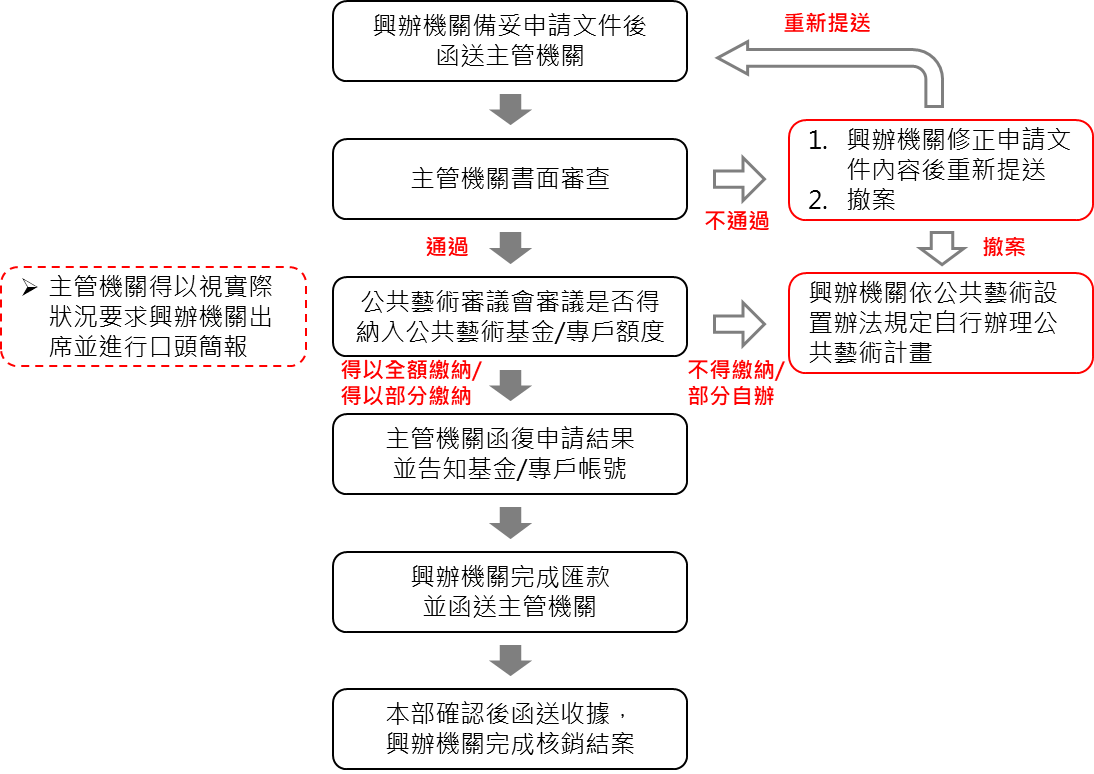 興辦機關備妥申請文件後
函送主管機關
重新提送
主管機關書面審查
不通過
1. 興辦機關修正申請文
件內容後重新提送
2. 撤案
通過
撤案
➢ 主管機關得以視實際
狀況要求興辦機關出
席並進行口頭簡報
公共藝術審議會審議是否得
納入公共藝術基金/專戶額度
興辦機關依公共藝術設
置辦法規定自行辦理公
共藝術計畫
得以全額繳納/
得以部分繳納
不得繳納/
部分自辦
主管機關函復申請結果
並告知基金/專戶帳號
興辦機關完成匯款
並函送主管機關
本部確認後函送收據，
興辦機關完成核銷結案